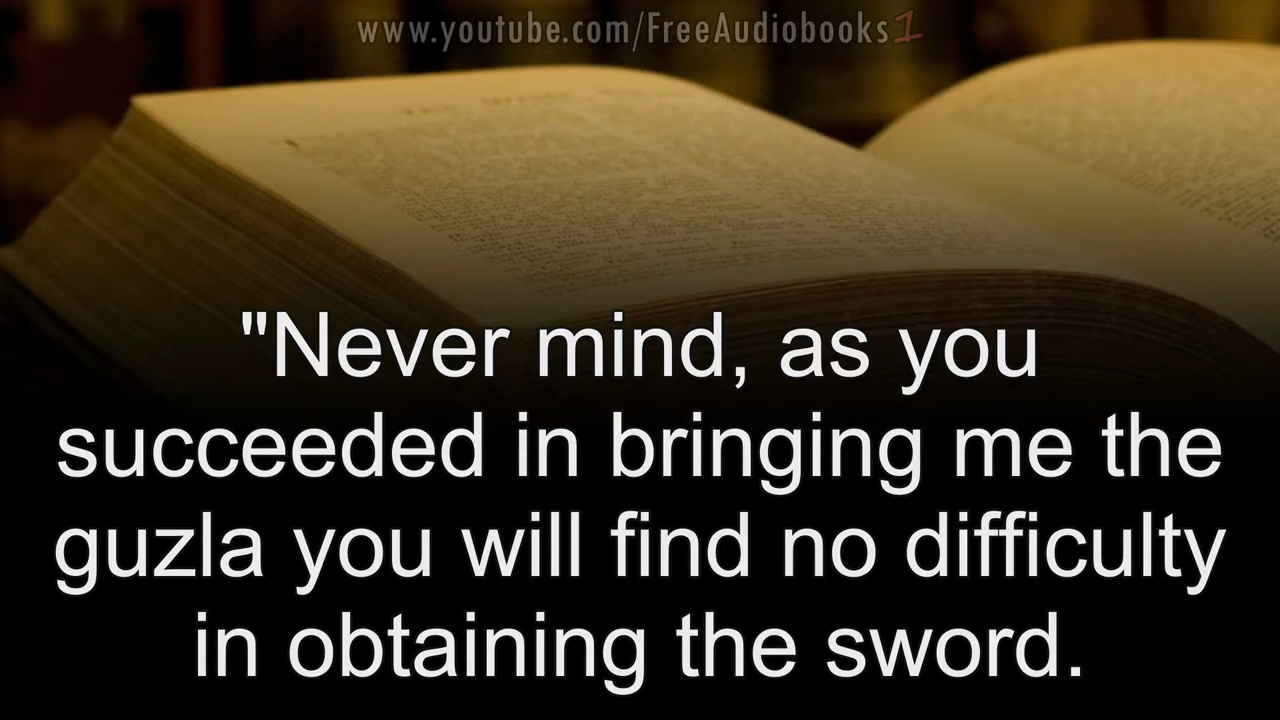 www.youtube.com/FreeAudiobooks1
"Never mind, as you
succeeded in bringing me the
guzla you will find no difficulty
in obtaining the sword.